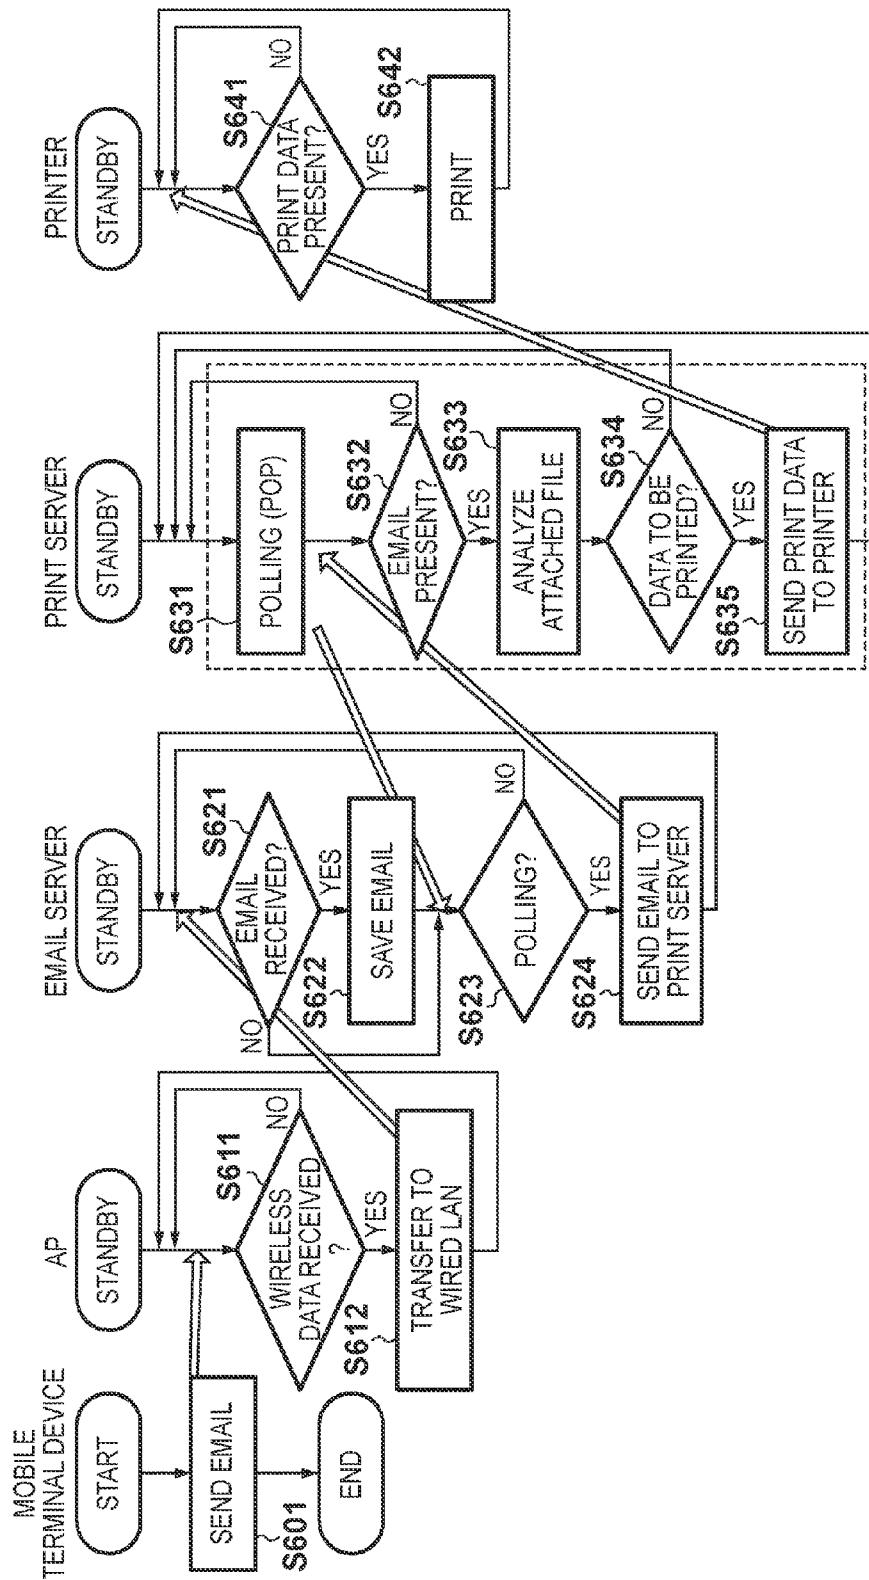 MOBILE
TERMINAL DEVICE
START
SEND EMAIL
S601
END
AP
STANDBY
S611
WIRELESS
DATA RECEIVED
?
NO
YES
S612
TRANSFER TO
WIRED LAN
EMAIL SERVER
STANDBY
S621
EMAIL
RECEIVED?
NO
YES
S622
SAVE EMAIL
S623
POLLING?
NO
YES
S624
SEND EMAIL TO
PRINT SERVER
PRINT SERVER
STANDBY
S631
POLLING (POP)
S632
EMAIL
PRESENT?
NO
YES
S633
ANALYZE
ATTACHED FILE
S634
DATA TO BE
PRINTED?
NO
YES
S635
SEND PRINT DATA
TO PRINTER
PRINTER
STANDBY
S641
PRINT DATA
PRESENT?
NO
YES
S642
PRINT